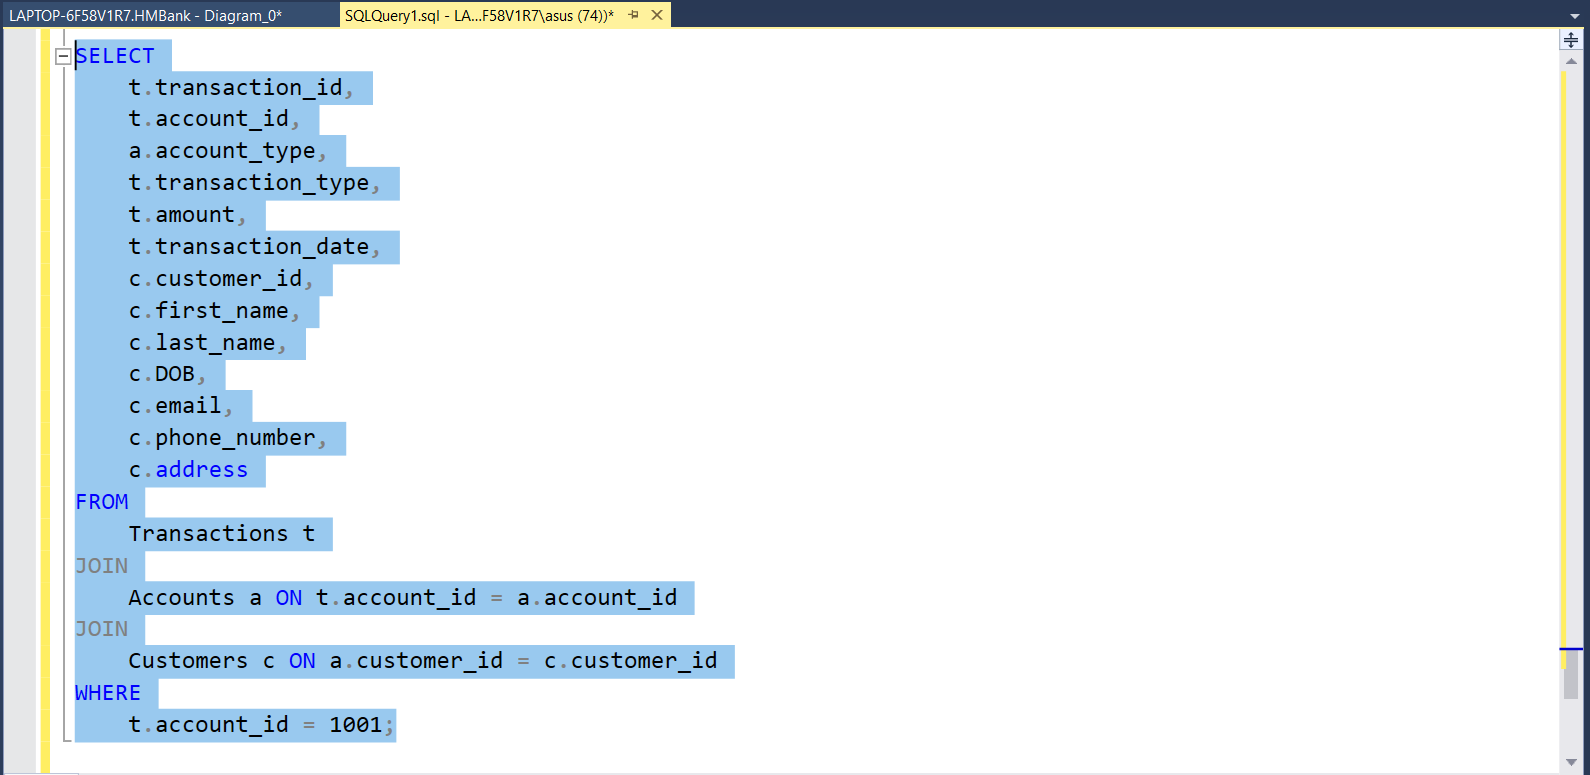 LAPTOP-6F58V1R7.HMBank - Diagram_0*
SQLQuery1.sql - LA...F58V1R7\asus (74))*
SELECT
t.transaction_id,
t.account_id,
a.account_type,
t.transaction_type,
t.amount,
t.transaction_date,
c.customer_id,
c.first_name,
c.last_name,
c.DOB,
c.email,
c.phone_number,
c.address
FROM
Transactions t
JOIN
Accounts a ON t.account_id = a.account_id
JOIN
Customers c ON a.customer_id = c.customer_id
WHERE
t.account_id = 1001;